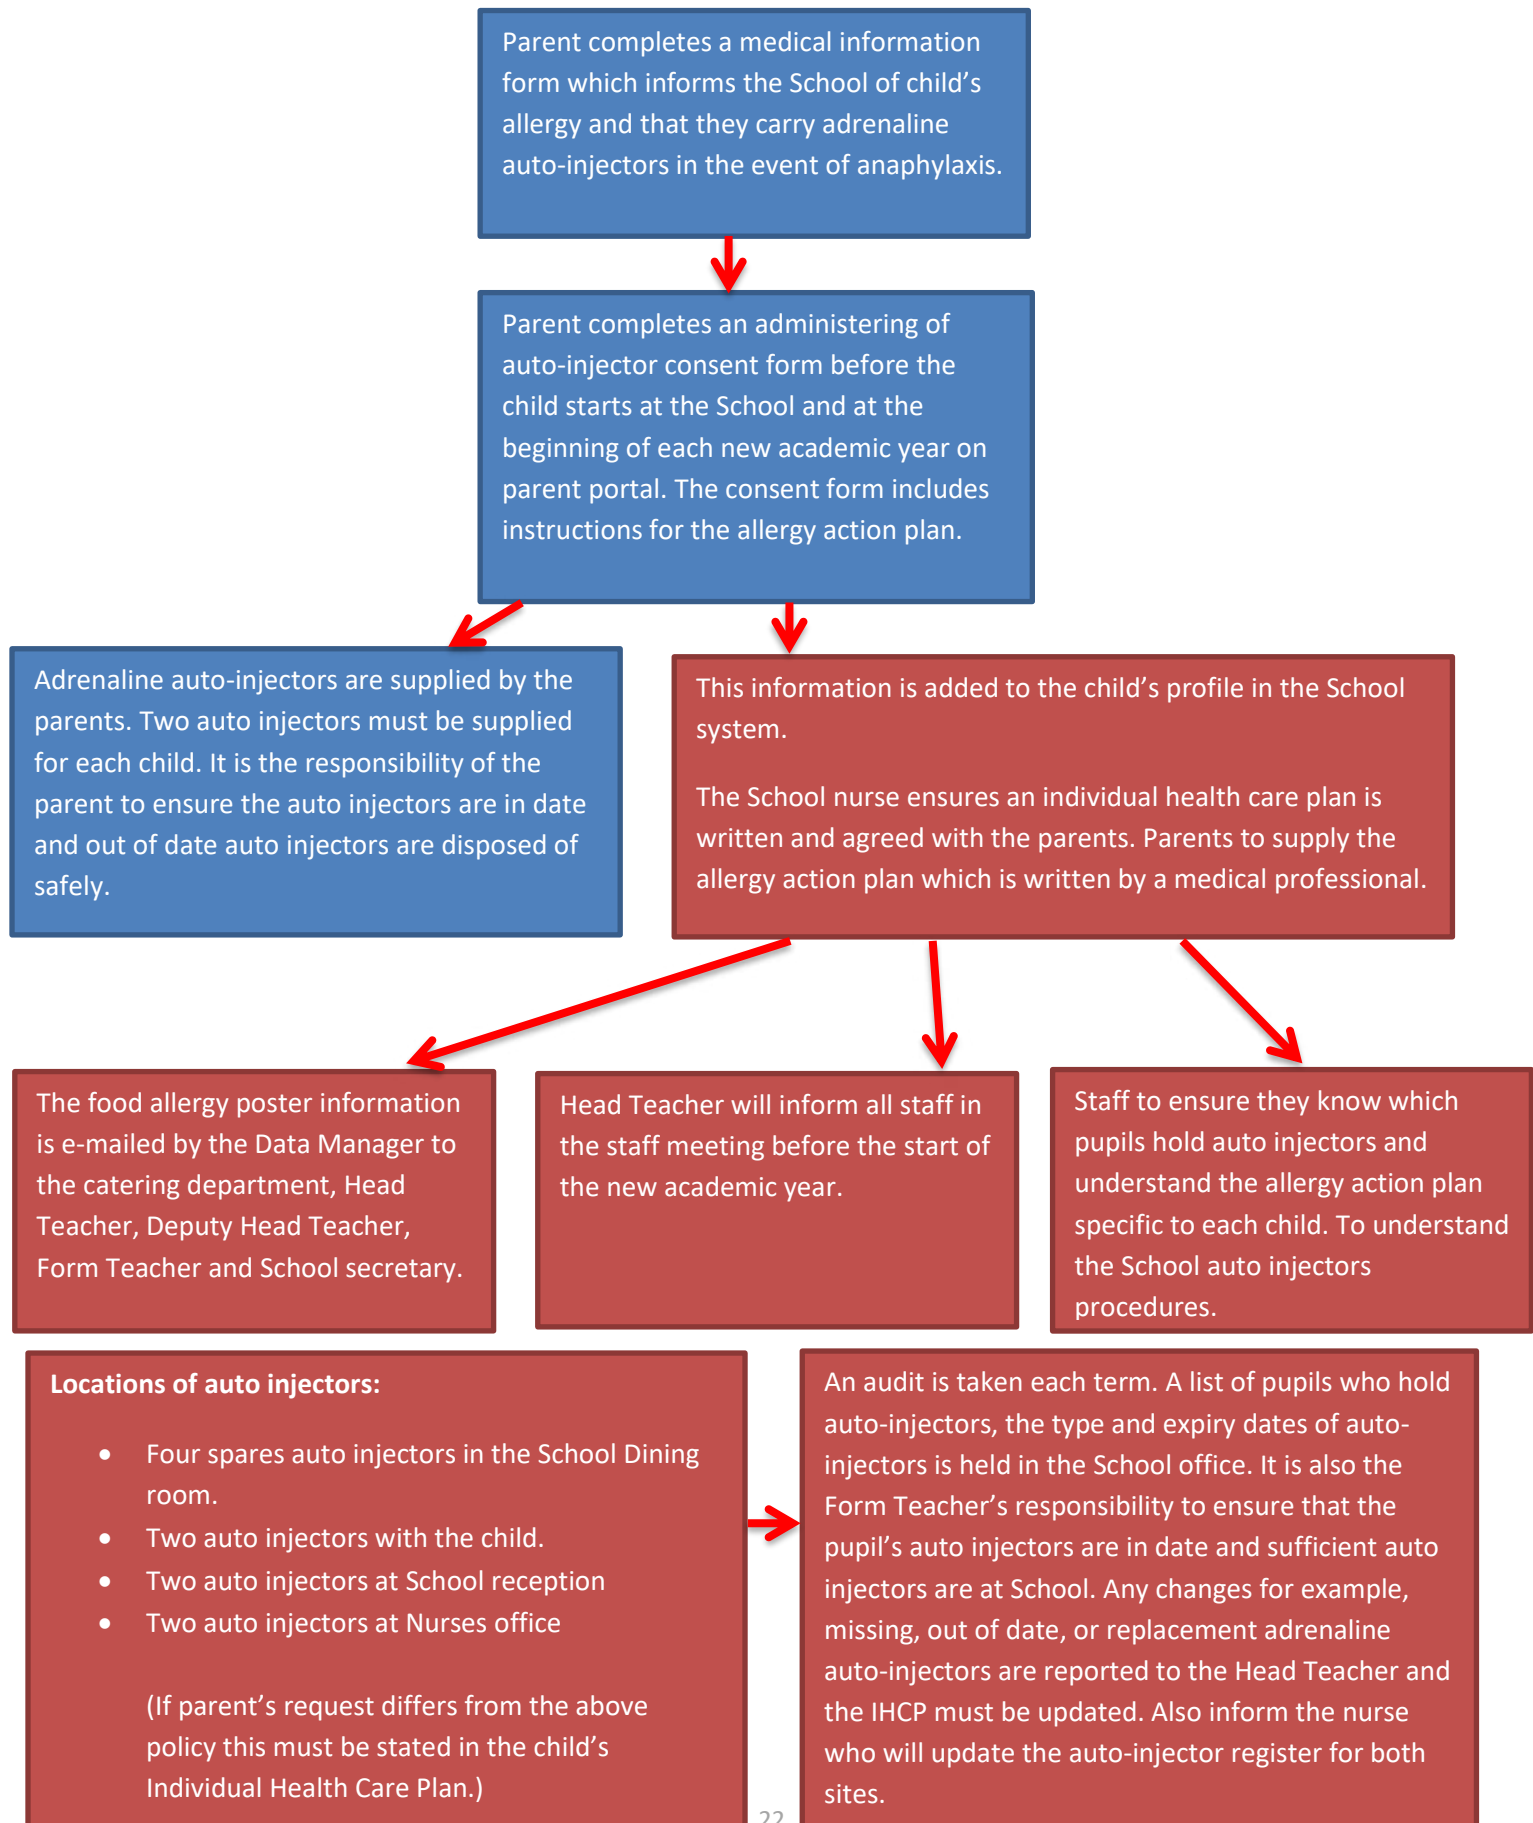 Parent completes a medical information
form which informs the School of child’s
allergy and that they carry adrenaline
auto-injectors in the event of anaphylaxis.
Parent completes an administering of
auto-injector consent form before the
child starts at the School and at the
beginning of each new academic year on
parent portal. The consent form includes
instructions for the allergy action plan.
Adrenaline auto-injectors are supplied by the
parents. Two auto injectors must be supplied
for each child. It is the responsibility of the
parent to ensure the auto injectors are in date
and out of date auto injectors are disposed of
safely.
This information is added to the child’s profile in the School
system.
The School nurse ensures an individual health care plan is
written and agreed with the parents. Parents to supply the
allergy action plan which is written by a medical professional.
The food allergy poster information
is e-mailed by the Data Manager to
the catering department, Head
Teacher, Deputy Head Teacher,
Form Teacher and School secretary.
Head Teacher will inform all staff in
the staff meeting before the start of
the new academic year.
Staff to ensure they know which
pupils hold auto injectors and
understand the allergy action plan
specific to each child. To understand
the School auto injectors
procedures.
Locations of auto injectors:
• Four spares auto injectors in the School Dining
room.
• Two auto injectors with the child.
• Two auto injectors at School reception
• Two auto injectors at Nurses office
(If parent’s request differs from the above
policy this must be stated in the child’s
Individual Health Care Plan.)
An audit is taken each term. A list of pupils who hold
auto-injectors, the type and expiry dates of auto-
injectors is held in the School office. It is also the
Form Teacher’s responsibility to ensure that the
pupil’s auto injectors are in date and sufficient auto
injectors are at School. Any changes for example,
missing, out of date, or replacement adrenaline
auto-injectors are reported to the Head Teacher and
the IHCP must be updated. Also inform the nurse
who will update the auto-injector register for both
sites.
22